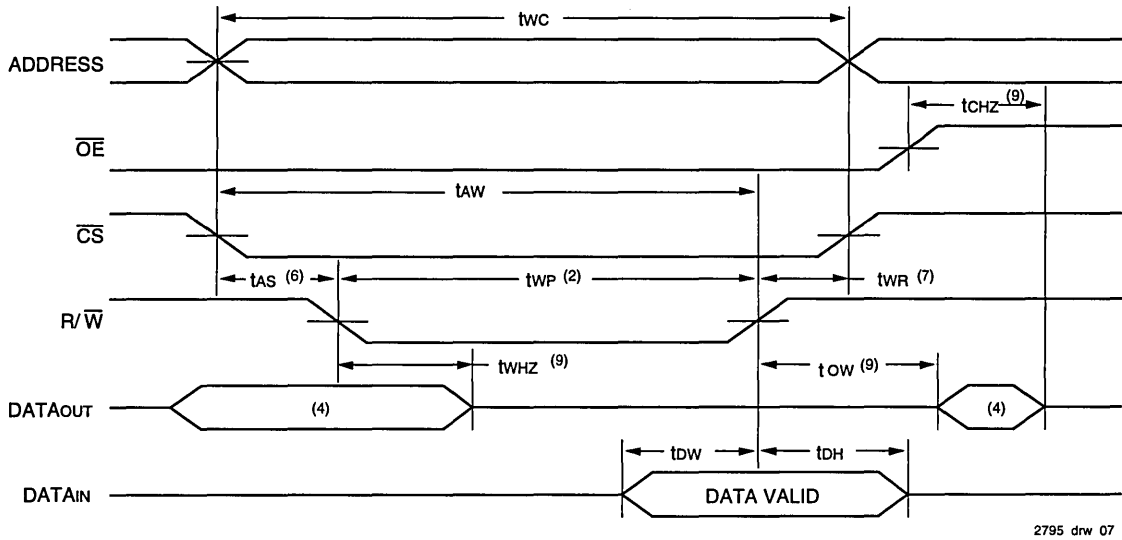 tWC
ADDRESS
tCHZ (9)
OE
tAW
CS
tAS (6) tWP (2) tWR (7)
R/W
tWHZ (9) tOW (9)
DATAOUT (4) (4)
tDW tDH
DATAIN DATA VALID
2795 drw 07